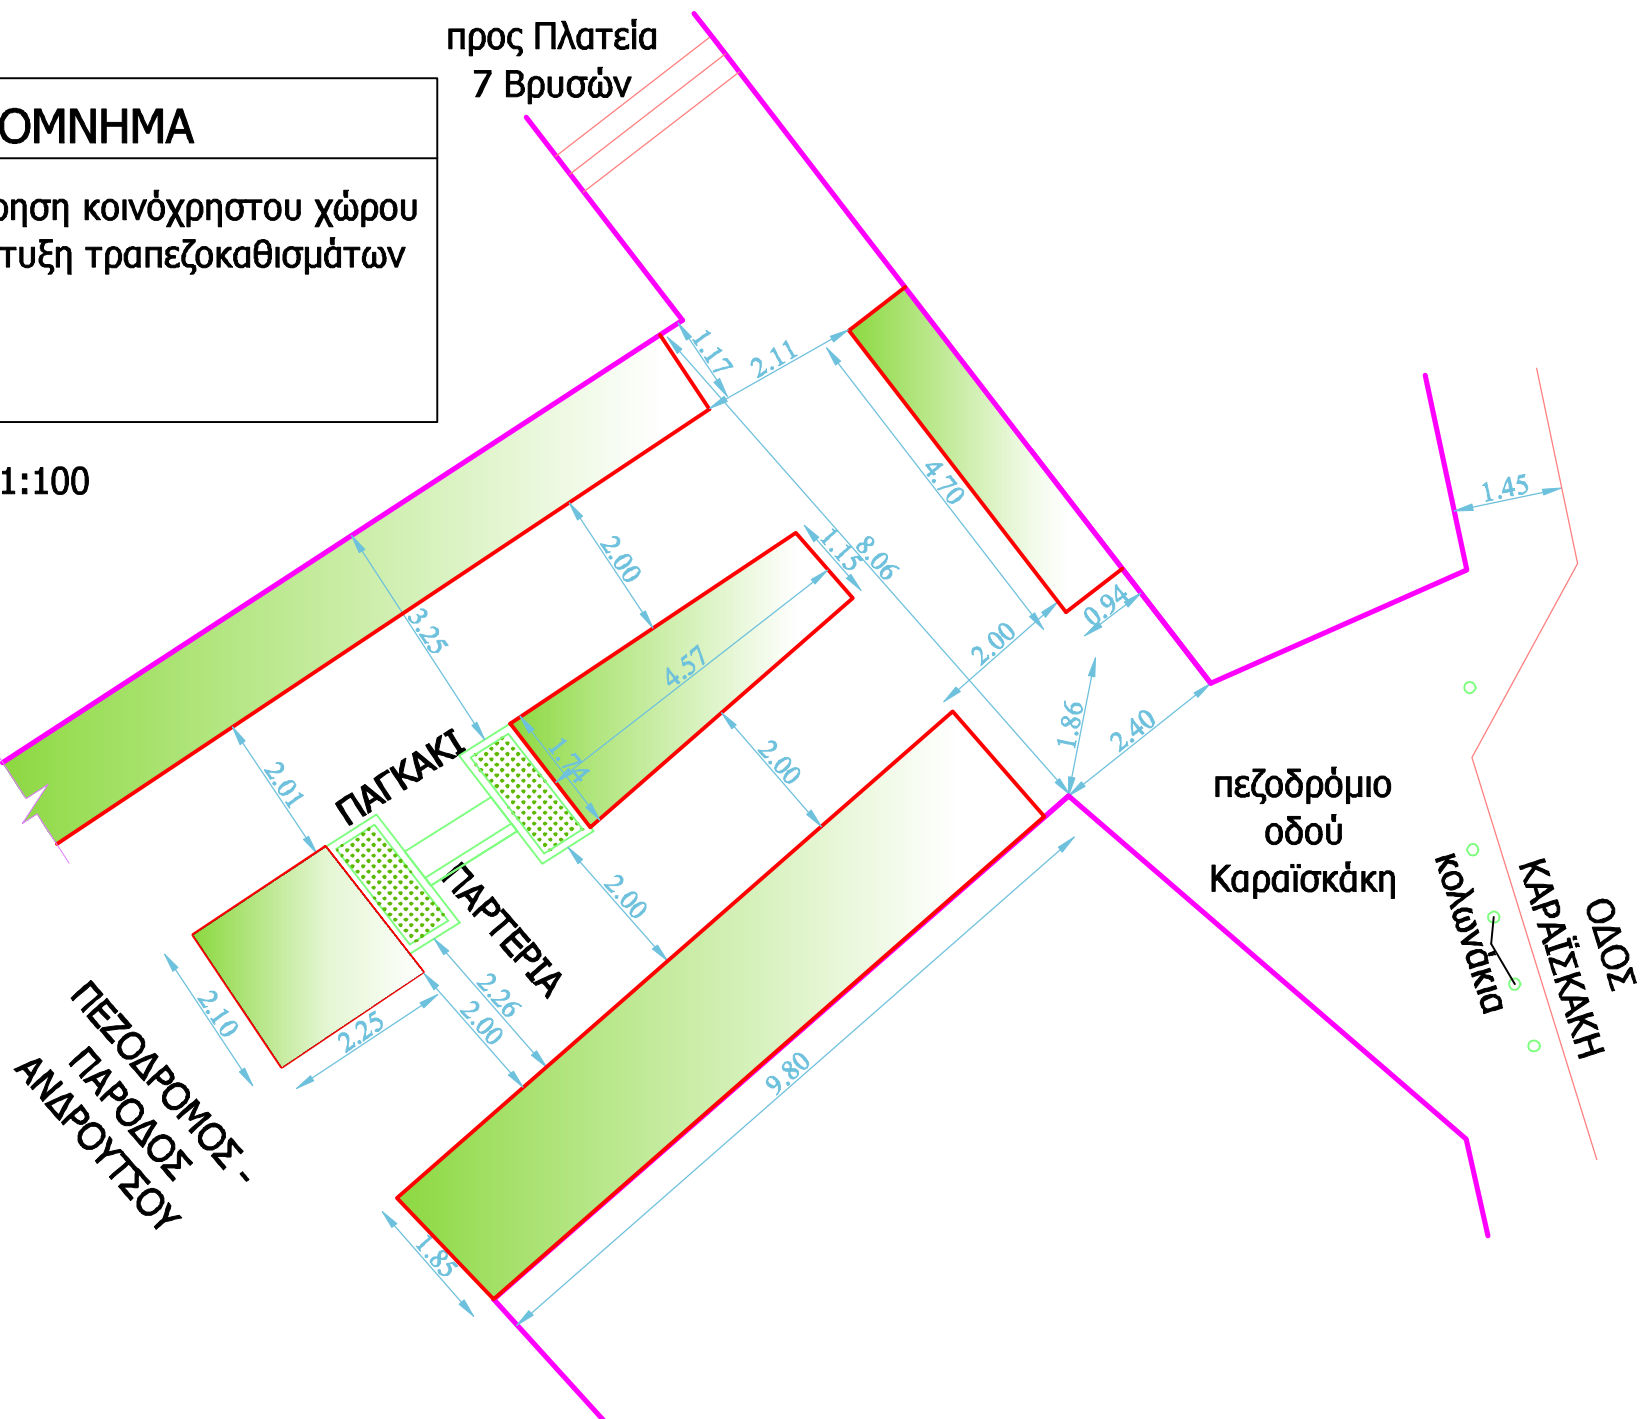 προς Πλατεία
7 Βρυσών
ΟΜΝΗΜΑ
ρηση κοινόχρηστου χώρου
τυξη τραπεζοκαθισμάτων
1:100
1.17
2.11
4.70
1.45
2.00
1.15
8.06
3.25
4.57
0.94
2.00
1.86
2.40
1.74
2.00
2.01
ΠΑΓΚΑΚΙ
ΠΑΡΤΕΡΙΑ
2.00
2.26
2.00
2.10
2.25
9.80
1.85
πεζοδρόμιο
οδού
Καραϊσκάκη
κολωνάκια
ΟΔΟΣ
ΚΑΡΑΪΣΚΑΚΗ
ΠΕΖΟΔΡΟΜΟΣ -
ΠΑΡΟΔΟΣ
ΑΝΔΡΟΥΤΣΟΥ